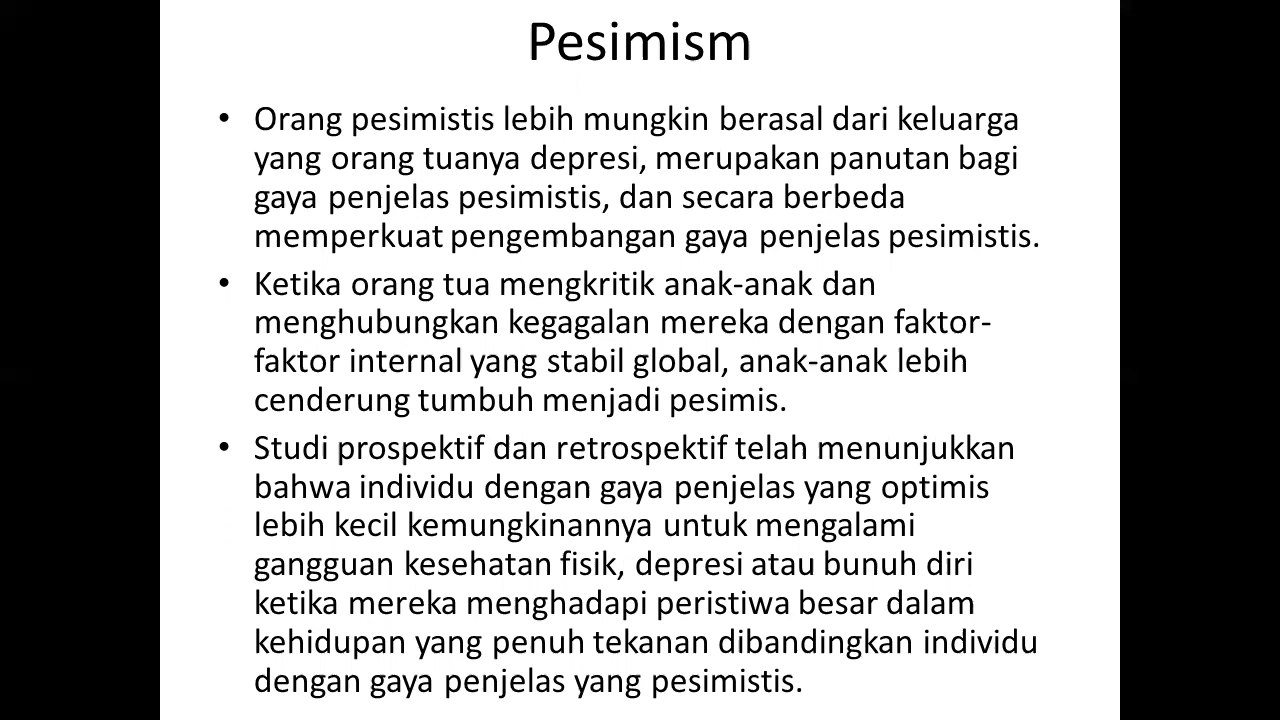 Pesimism
• Orang pesimistis lebih mungkin berasal dari keluarga
yang orang tuanya depresi, merupakan panutan bagi
gaya penjelas pesimistis, dan secara berbeda
memperkuat pengembangan gaya penjelas pesimistis.
• Ketika orang tua mengkritik anak-anak dan
menghubungkan kegagalan mereka dengan faktor-
faktor internal yang stabil global, anak-anak lebih
cenderung tumbuh menjadi pesimis.
• Studi prospektif dan retrospektif telah menunjukkan
bahwa individu dengan gaya penjelas yang optimis
lebih kecil kemungkinannya untuk mengalami
gangguan kesehatan fisik, depresi atau bunuh diri
ketika mereka menghadapi peristiwa besar dalam
kehidupan yang penuh tekanan dibandingkan individu
dengan gaya penjelas yang pesimistis.